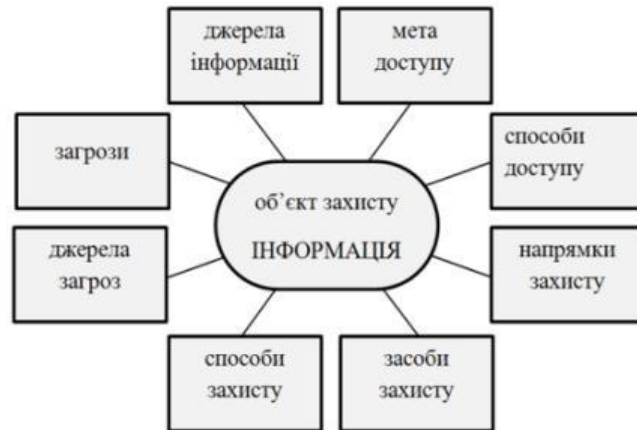 джерела
інформації
мета
доступу
загрози
способи
доступу
об’єкт захисту
ІНФОРМАЦІЯ
джерела
загроз
напрямки
захисту
способи
захисту
засоби
захисту